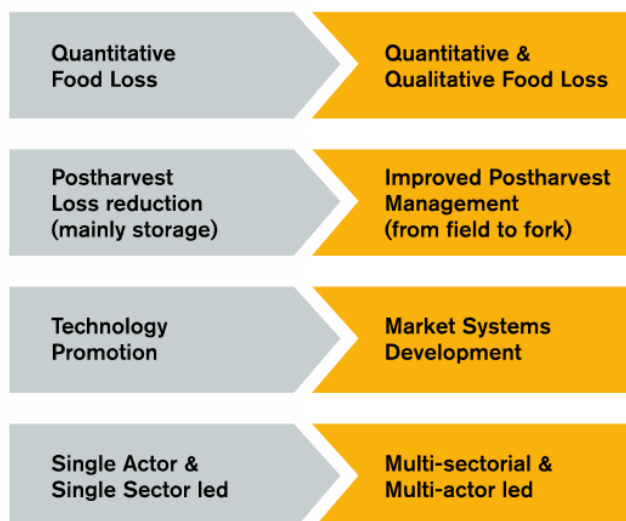 Quantitative
Food Loss
Quantitative &
Qualitative Food Loss
Postharvest
Loss reduction
(mainly storage)
Improved Postharvest
Management
(from field to fork)
Technology
Promotion
Market Systems
Development
Single Actor &
Single Sector led
Multi-sectorial &
Multi-actor led